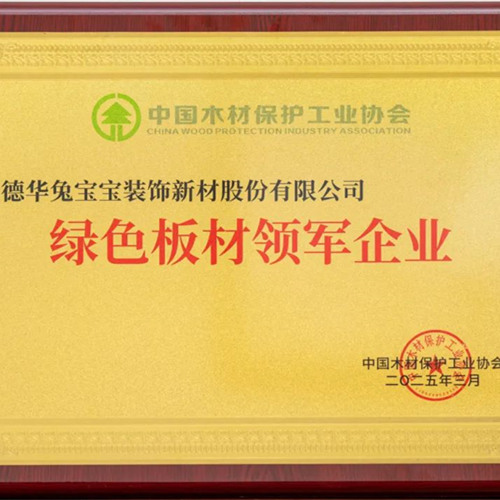 中国木材保护工业协会
CHINA WOOD PROTECTION INDUSTRY ASSOCIATION
德华兔宝宝装饰新材股份有限公司
绿色板材领军企业
中国木材保护工业协会
二〇二五年三月